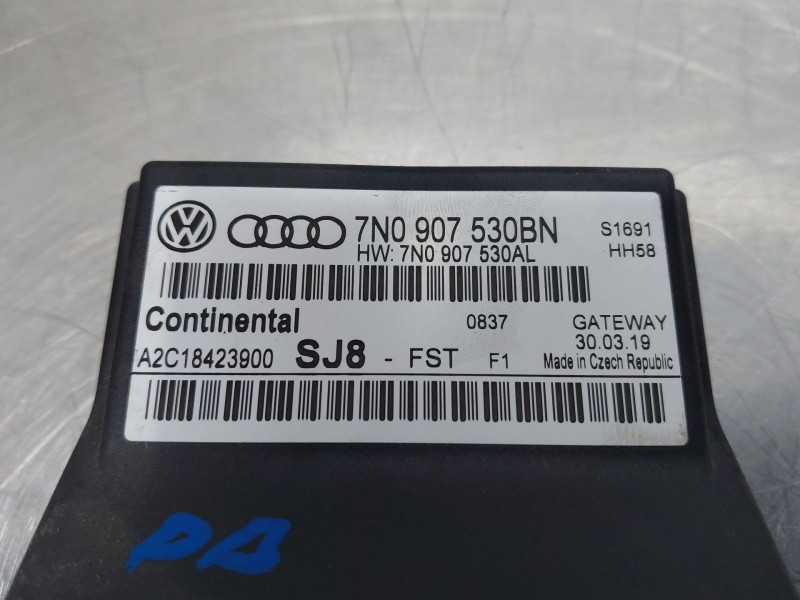 7N0 907 530BN S1691
HW: 7N0 907 530AL HH58
Continental 0837 GATEWAY
30.03.19
A2C18423900 SJ8 - FST F1 Made in Czech Republic